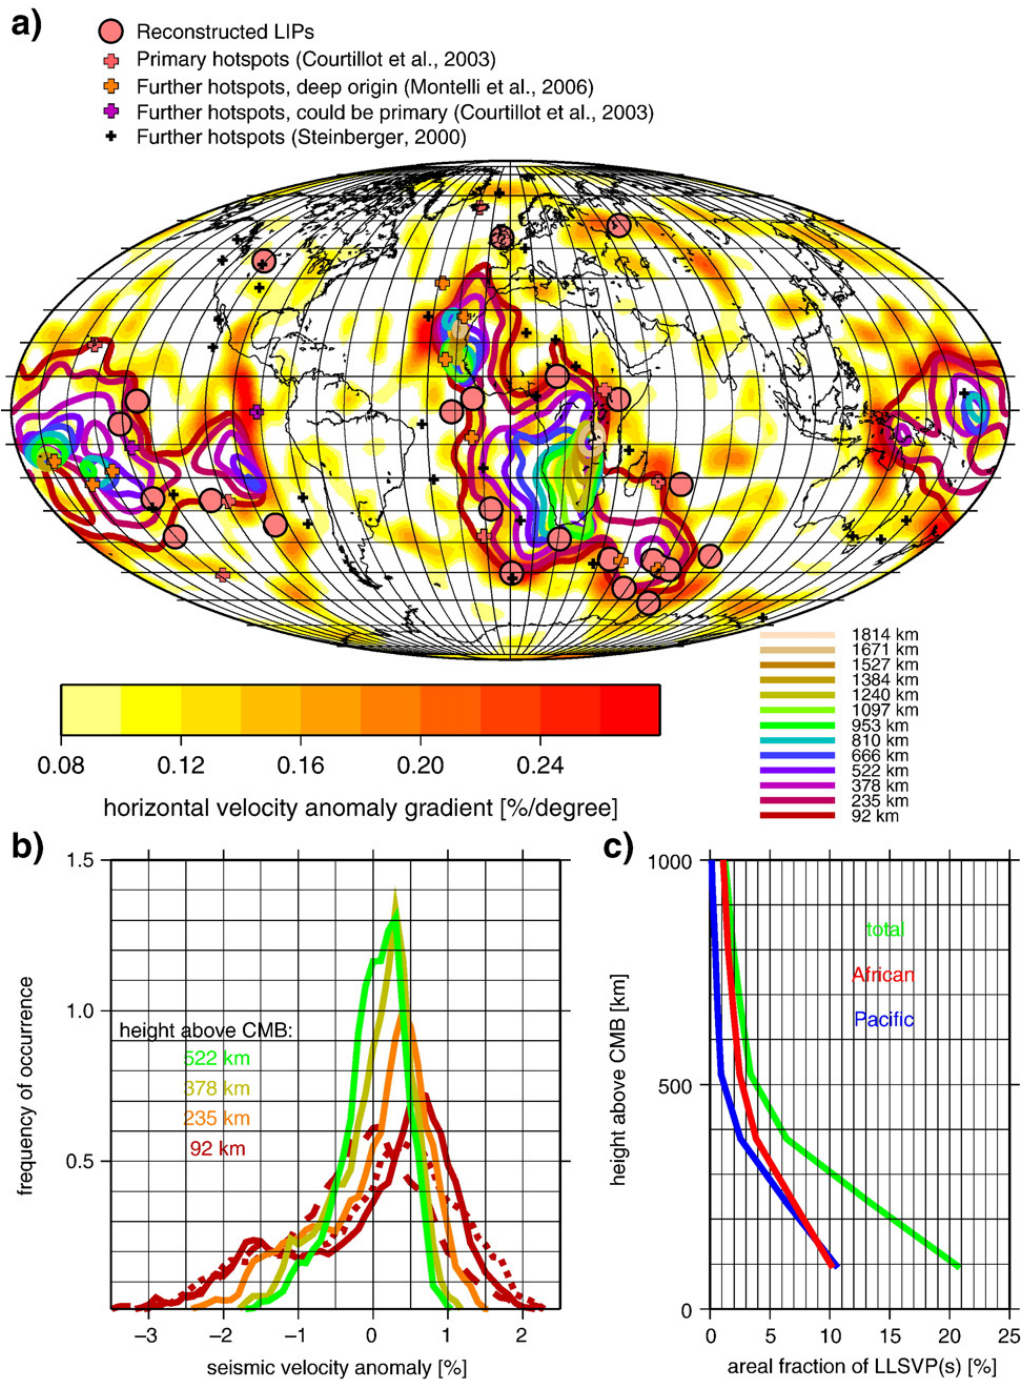 a)
Reconstructed LIPs
Primary hotspots (Courtillot et al., 2003)
Further hotspots, deep origin (Montelli et al., 2006)
Further hotspots, could be primary (Courtillot et al., 2003)
Further hotspots (Steinberger, 2000)
1814 km
1671 km
1527 km
1384 km
1240 km
1097 km
953 km
810 km
666 km
522 km
378 km
235 km
92 km
0.08 0.12 0.16 0.20 0.24
horizontal velocity anomaly gradient [%/degree]
b)
1.5
1.0
0.5
frequency of occurrence
height above CMB:
522 km
378 km
235 km
92 km
−3 −2 −1 0 1 2
seismic velocity anomaly [%]
c)
1000
500
0
height above CMB [km]
total
African
Pacific
0 5 10 15 20 25
areal fraction of LLSVP(s) [%]